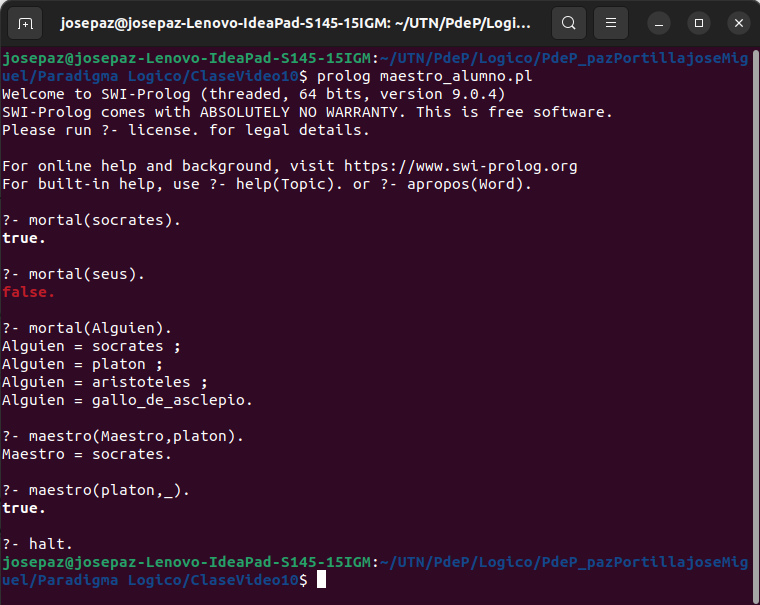 josepaz@josepaz-Lenovo-IdeaPad-S145-15IGM: ~/UTN/PdeP/Logi...
josepaz@josepaz-Lenovo-IdeaPad-S145-15IGM:~/UTN/PdeP/Logico/PdeP_pazPortillajoseMig
uel/Paradigma Logico/ClaseVideo10$ prolog maestro_alumno.pl
Welcome to SWI-Prolog (threaded, 64 bits, version 9.0.4)
SWI-Prolog comes with ABSOLUTELY NO WARRANTY. This is free software.
Please run ?- license. for legal details.
For online help and background, visit https://www.swi-prolog.org
For built-in help, use ?- help(Topic). or ?- apropos(Word).
?- mortal(socrates).
true.
?- mortal(seus).
false.
?- mortal(Alguien).
Alguien = socrates ;
Alguien = platon ;
Alguien = aristoteles ;
Alguien = gallo_de_asclepio.
?- maestro(Maestro,platon).
Maestro = socrates.
?- maestro(platon,_).
true.
?- halt.
josepaz@josepaz-Lenovo-IdeaPad-S145-15IGM:~/UTN/PdeP/Logico/PdeP_pazPortillajoseMig
uel/Paradigma Logico/ClaseVideo10$